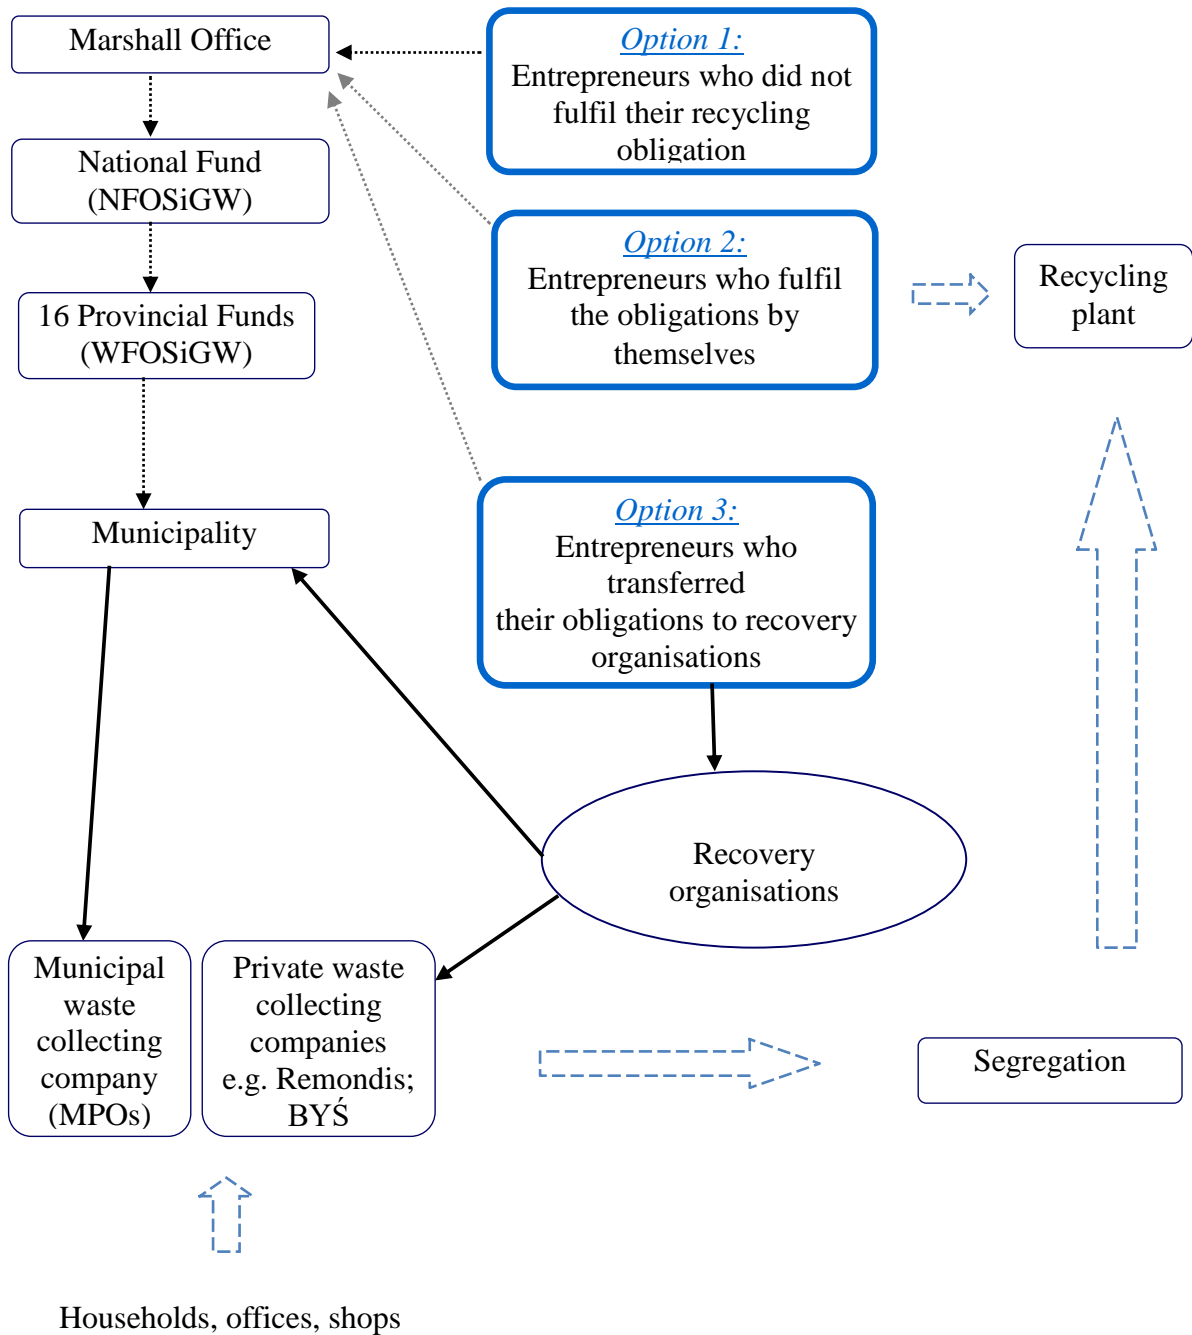 Marshall Office
Option 1:
Entrepreneurs who did not
fulfil their recycling
obligation
National Fund
(NFOSiGW)
Option 2:
Entrepreneurs who fulfil
the obligations by
themselves
Recycling
plant
16 Provincial Funds
(WFOSiGW)
Option 3:
Entrepreneurs who
transferred
their obligations to recovery
organisations
Municipality
Recovery
organisations
Municipal
waste
collecting
company
(MPOs)
Private waste
collecting
companies
e.g. Remondis;
BYŚ
Segregation
Households, offices, shops